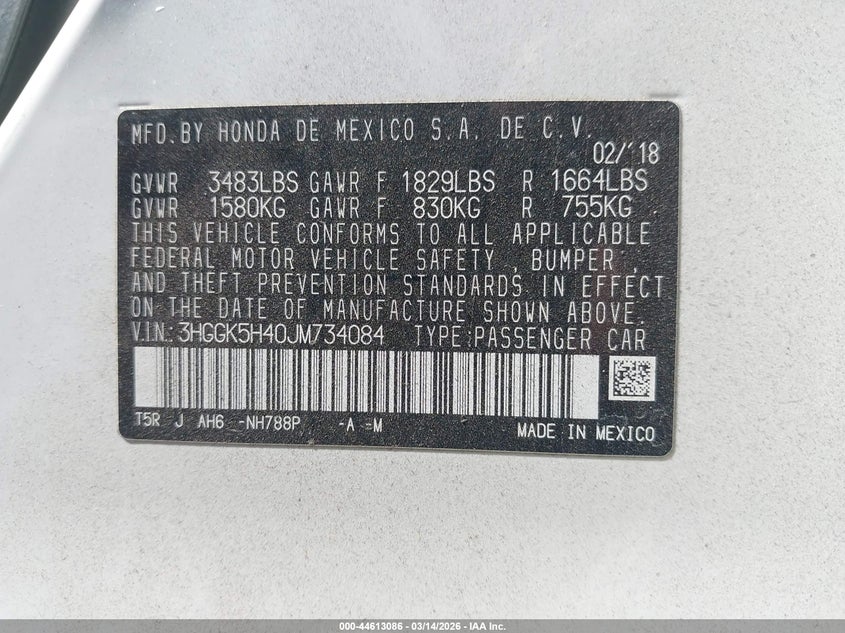 MFD.BY HONDA DE MEXICO S.A. DE C.V.
02/'18
GVWR 3483LBS GAWR F 1829LBS R 1664LBS
GVWR 1580KG GAWR F 830KG R 755KG
THIS VEHICLE CONFORMS TO ALL APPLICABLE
FEDERAL MOTOR VEHICLE SAFETY , BUMPER ,
AND THEFT PREVENTION STANDARDS IN EFFECT
ON THE DATE OF MANUFACTURE SHOWN ABOVE.
VIN: 3HGGK5H40JM734084 TYPE:PASSENGER CAR
T5R J AH6 -NH788P -A =M
MADE IN MEXICO
000-44613086 - 03/14/2026 - IAA Inc.